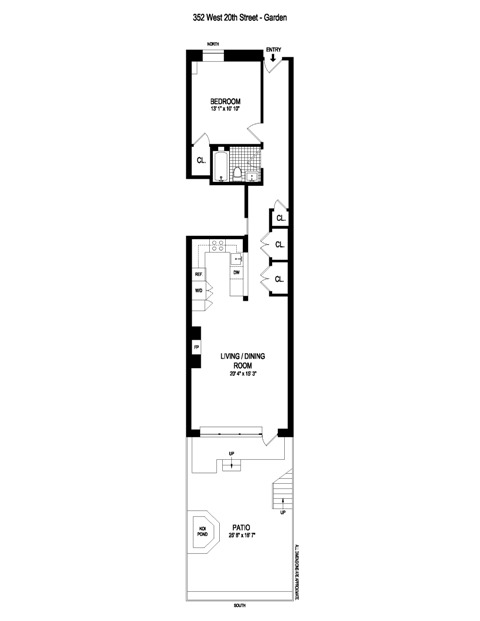 352 West 20th Street - Garden
NORTH
ENTRY
BEDROOM
13' 1" x 10' 10"
CL.
CL.
CL.
CL.
REF.
DW
W/D
FP
LIVING / DINING
ROOM
20' 4" x 15' 3"
UP
UP
KOI
POND
PATIO
25' 8" x 16' 7"
ALL DIMENSIONS ARE APPROXIMATE
SOUTH